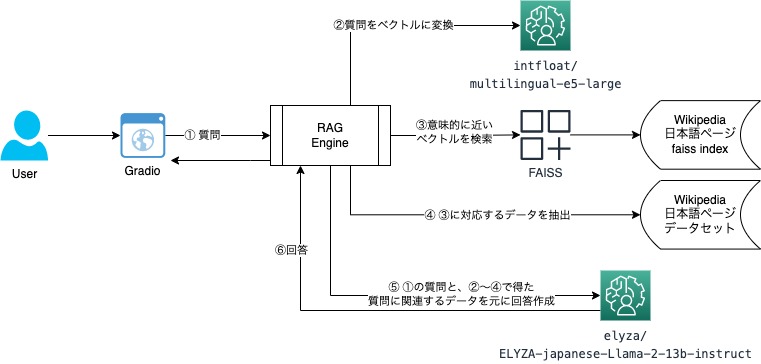 ②質問をベクトルに変換
intfloat/
multilingual-e5-large
User
Gradio
① 質問
RAG
Engine
③意味的に近い
ベクトルを検索
FAISS
Wikipedia
日本語ページ
faiss index
④ ③に対応するデータを抽出
Wikipedia
日本語ページ
データセット
⑥回答
⑤ ①の質問と、②〜④で得た
質問に関連するデータを元に回答作成
elyza/
ELYZA-japanese-Llama-2-13b-instruct